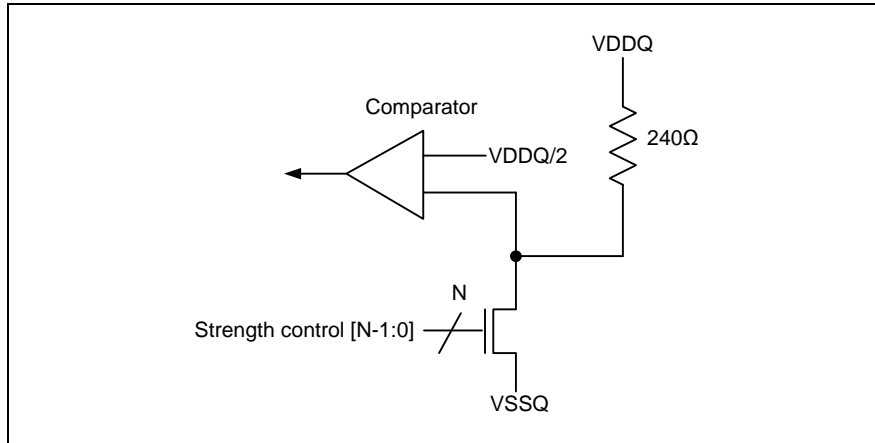 VDDQ
Comparator
240Ω
VDDQ/2
N
Strength control [N-1:0]
VSSQ